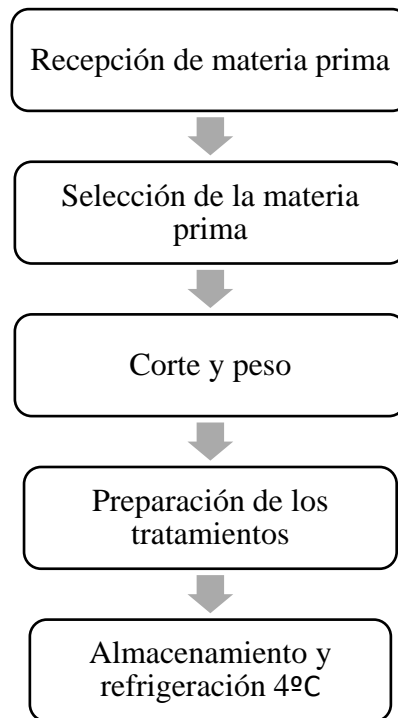 Recepción de materia prima
Selección de la materia
prima
Corte y peso
Preparación de los
tratamientos
Almacenamiento y
refrigeración 4ºC